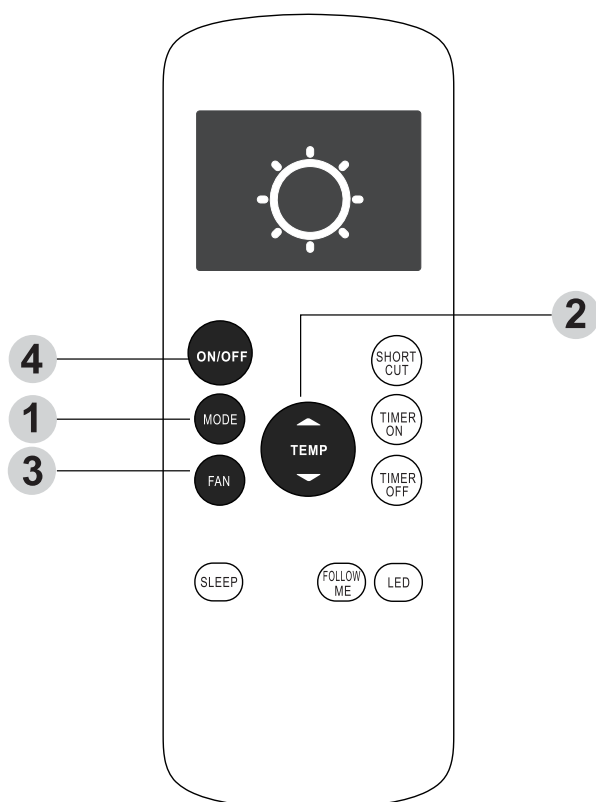 2
4
ON/OFF
SHORT
CUT
1
MODE
TEMP
TIMER
ON
3
FAN
TIMER
OFF
SLEEP
FOLLOW
ME
LED